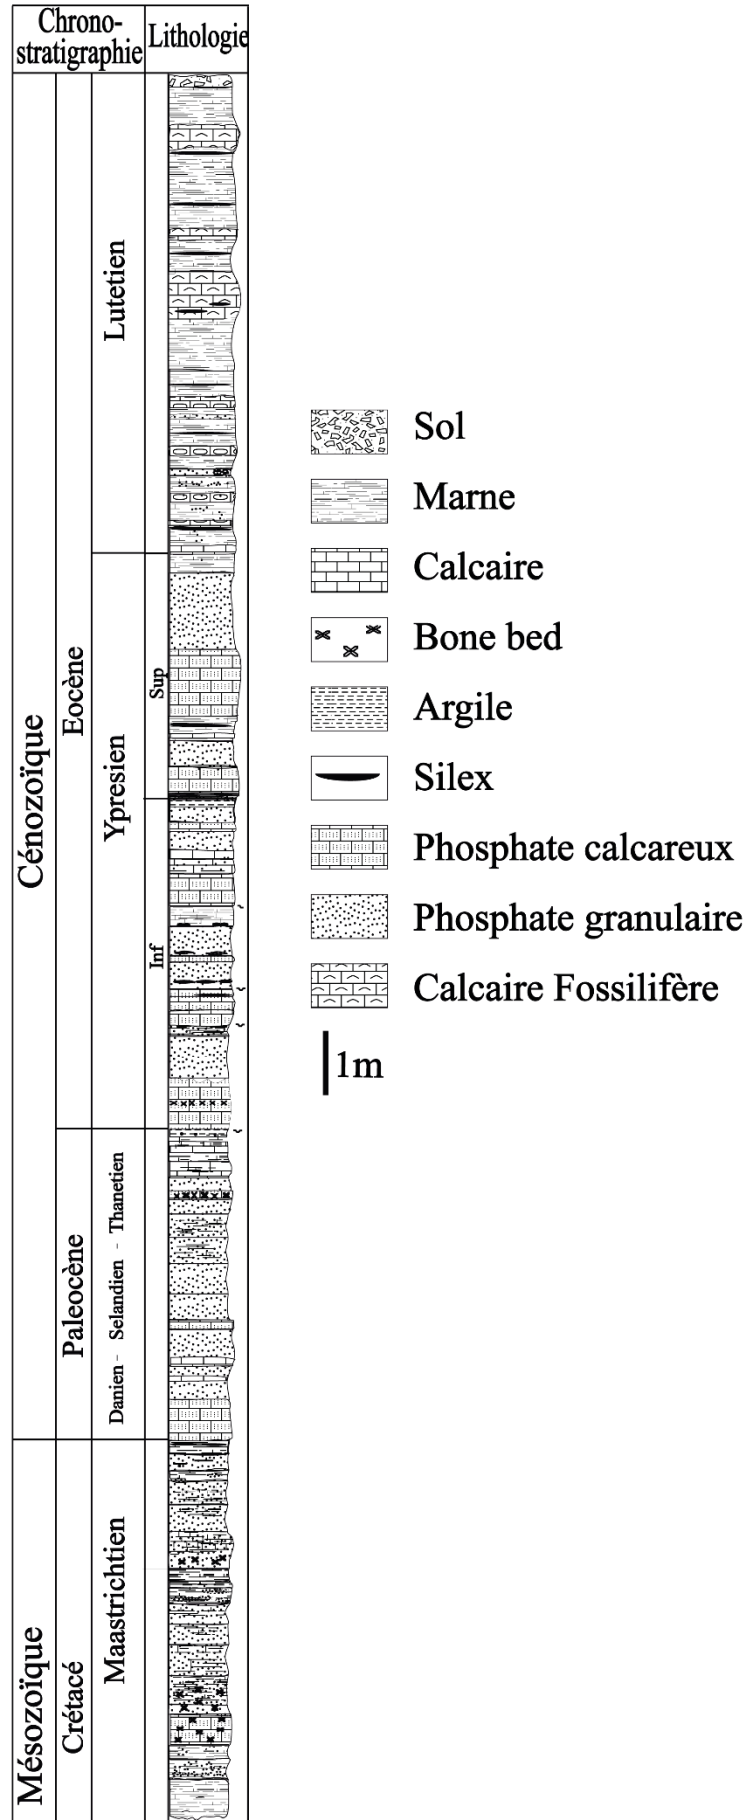 Chrono-
stratigraphie
Lithologie
Cénozoïque
Mésozoïque
Eocène
Paleocène
Crétacé
Lutetien
Ypresien
Sup
Inf
Danien - Selandien - Thanetien
Maastrichtien
Sol
Marne
Calcaire
Bone bed
Argile
Silex
Phosphate calcareux
Phosphate granulaire
Calcaire Fossilifère
1m